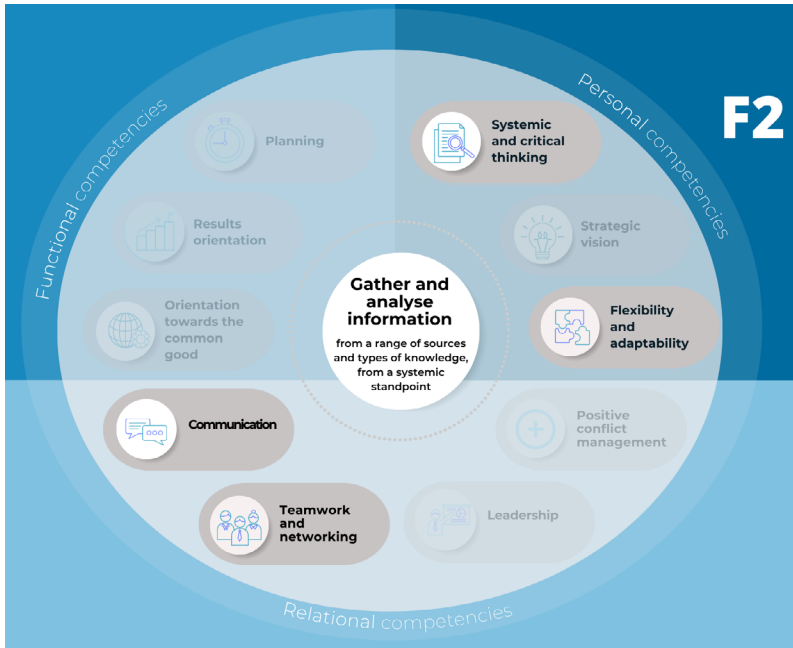 F2
Functional competencies
Personal competencies
Planning
Systemic
and critical
thinking
Results
orientation
Strategic
vision
Gather and
analyse
information
from a range of sources
and types of knowledge,
from a systemic
standpoint
Orientation
towards the
common
good
Flexibility
and
adaptability
Communication
Positive
conflict
management
Teamwork
and
networking
Leadership
Relational competencies